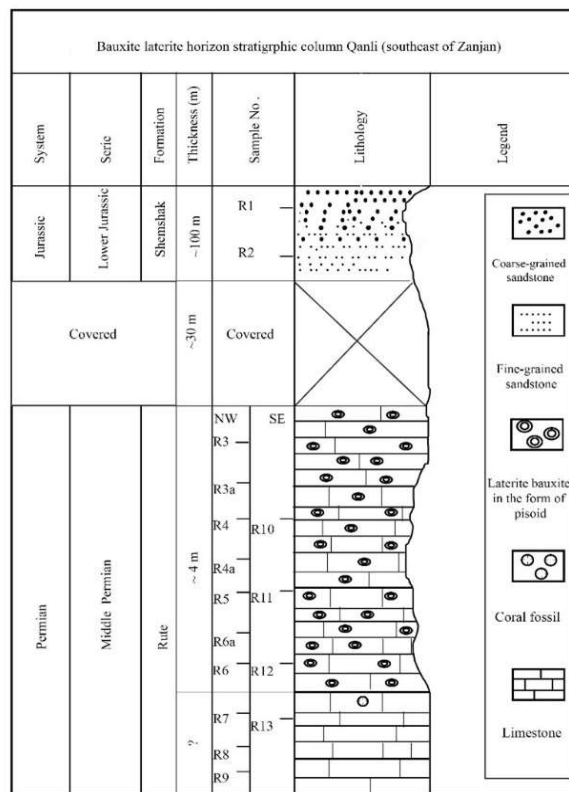 Bauxite laterite horizon stratigrphic column Qanli (southeast of Zanjan)
System
Serie
Formation
Thickness (m)
Sample No .
Lithology
Legend
Jurassic
Lower Jurassic
Shemshak
~100 m
R1
R2
Covered
~30 m
Covered
Permian
Middle Permian
Rute
~ 4 m
?
NW
SE
R3
R3a
R4
R10
R4a
R5
R11
R6a
R6
R12
R7
R13
R8
R9
Coarse-grained
sandstone
Fine-grained
sandstone
Laterite bauxite
in the form of
pisoid
Coral fossil
Limestone